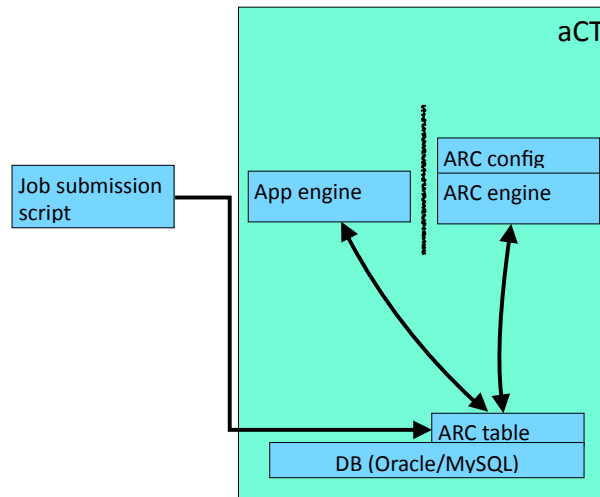 aCT
ARC config
Job submission
script
App engine
ARC engine
ARC table
DB (Oracle/MySQL)